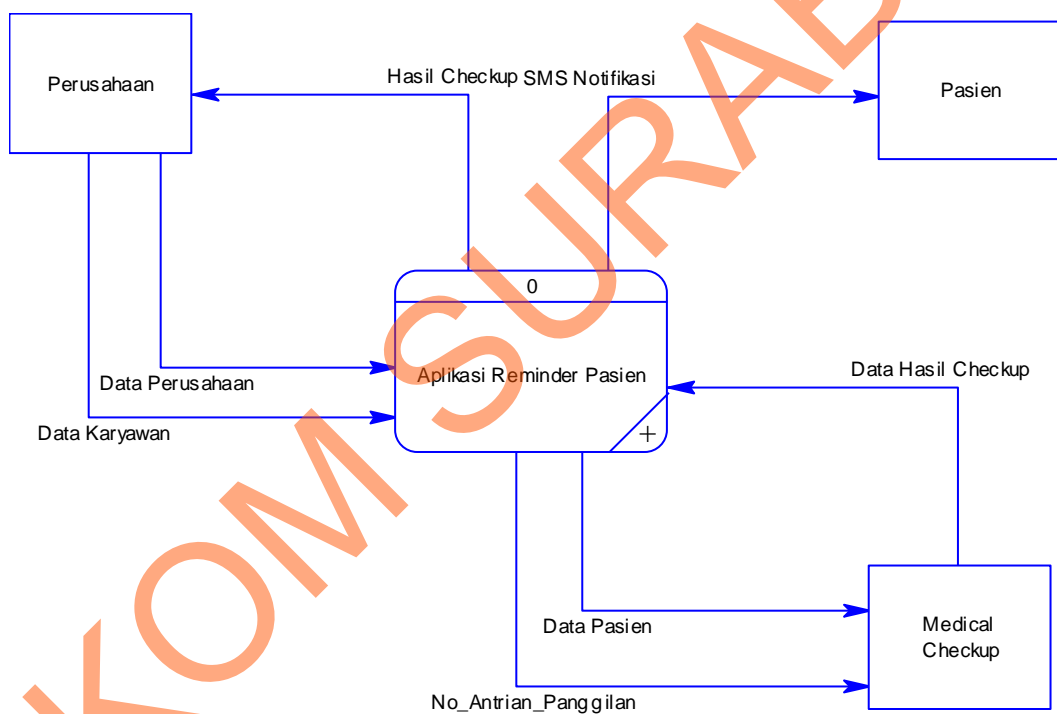 Perusahaan
Hasil Checkup
SMS Notifikasi
Pasien
0
Aplikasi Reminder Pasien
+
Data Perusahaan
Data Karyawan
Data Hasil Checkup
Data Pasien
Medical
Checkup
No_Antrian_Panggilan
KOM SURAB